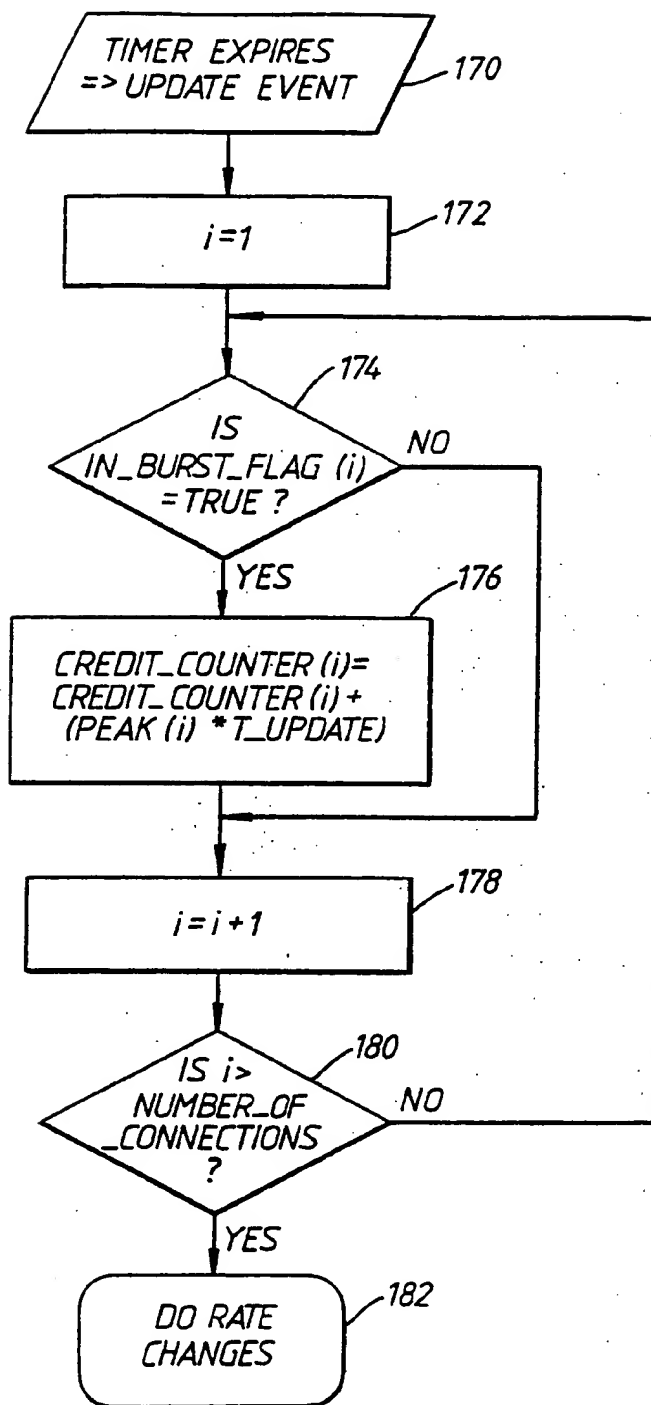 TIMER EXPIRES
=> UPDATE EVENT
170
i=1
172
174
IS
IN_BURST_FLAG (i)
=TRUE ?
NO
YES
176
CREDIT_COUNTER (i)=
CREDIT_COUNTER (i) +
(PEAK (i) * T_UPDATE)
178
i = i + 1
180
IS i>
NUMBER_OF
_CONNECTIONS
?
NO
YES
182
DO RATE
CHANGES